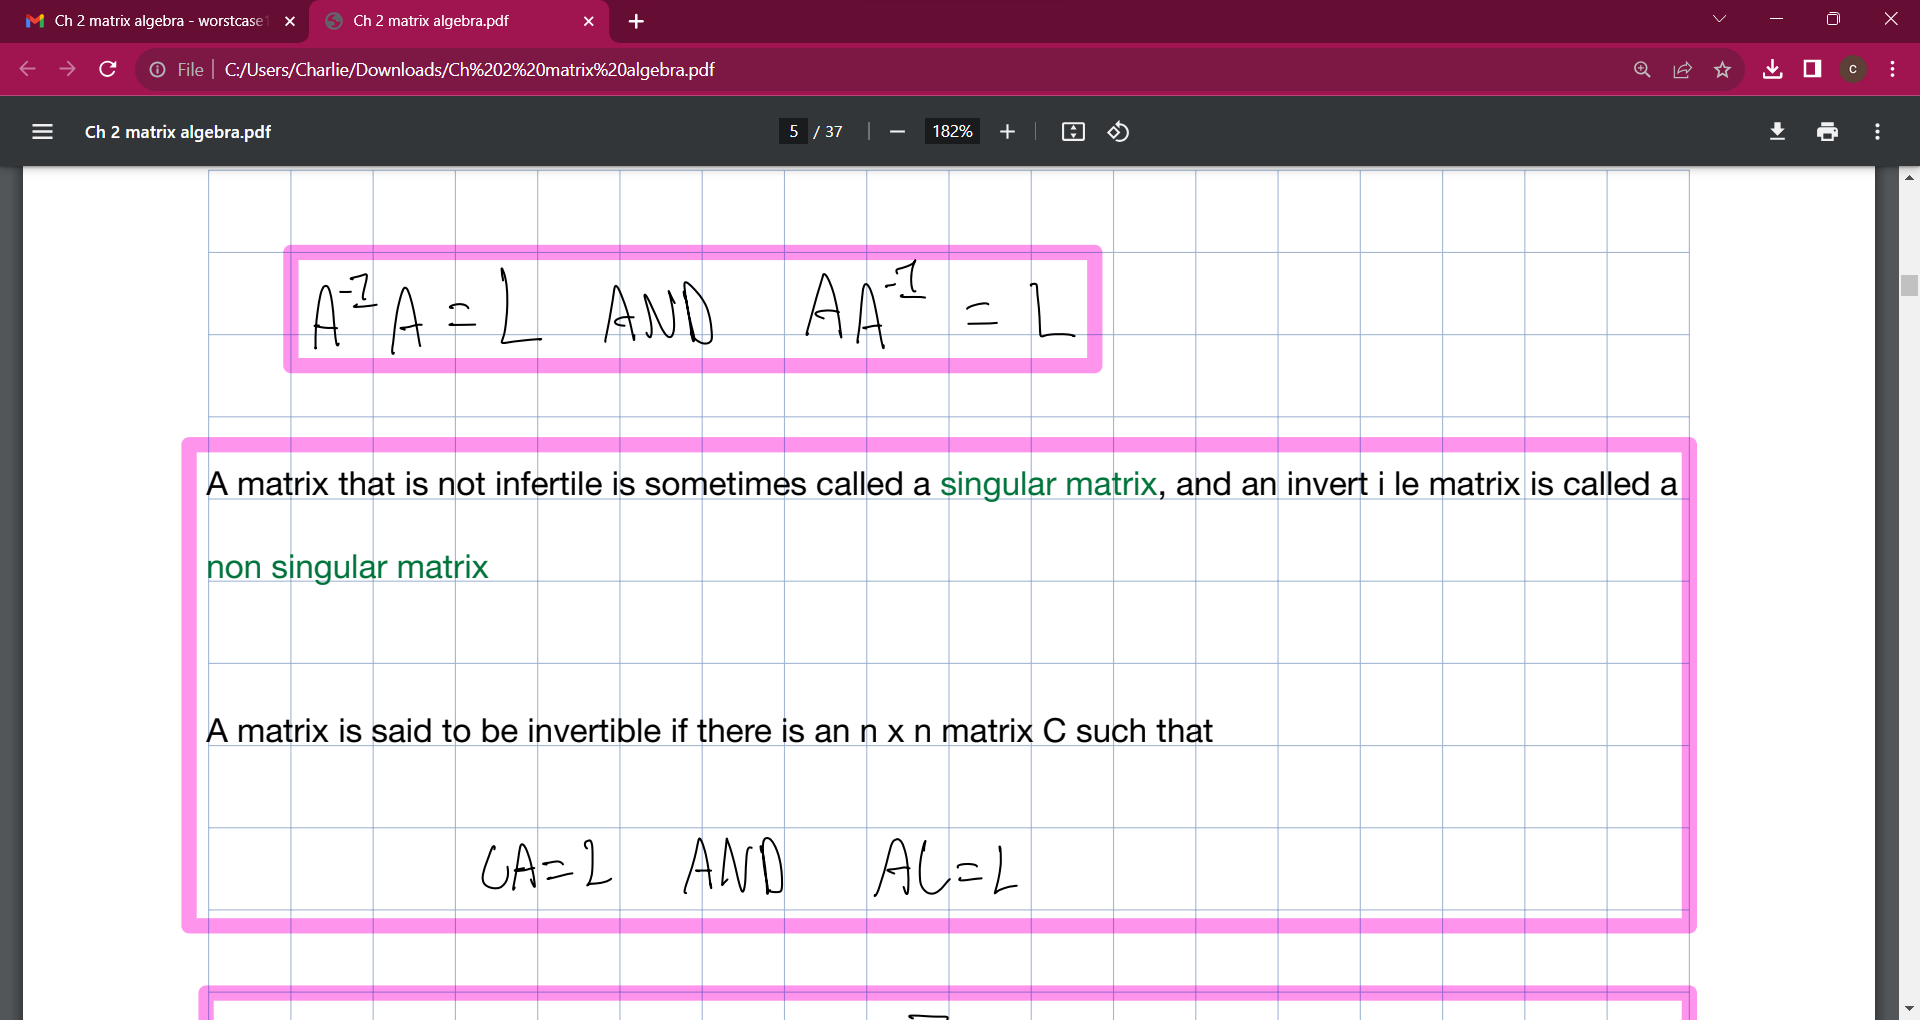 Ch 2 matrix algebra - worstcase1
Ch 2 matrix algebra.pdf
File
C:/Users/Charlie/Downloads/Ch%202%20matrix%20algebra.pdf
c
Ch 2 matrix algebra.pdf
5 / 37
182%
A⁻¹A = L AND AA⁻¹ = L
A matrix that is not infertile is sometimes called a singular matrix, and an invert i le matrix is called a
non singular matrix
A matrix is said to be invertible if there is an n x n matrix C such that
CA=L AND AC=L